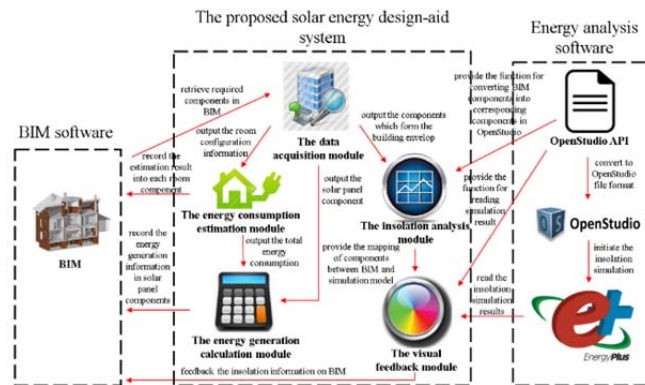 The proposed solar energy design-aid
system
Energy analysis
software
BIM software
retrieve required
components in
BIM
output the room
configuration
information
The data
acquisition module
output the components
which form the
building envelop
provide the function for
converting BIM
components into
corresponding
components in
OpenStudio
OpenStudio API
record the
estimation result
into each room
component
output the
solar panel
component
The energy consumption
estimation module
The insolation analysis
module
provide the
function for
reading
simulation
result
convert to
OpenStudio
file format
OS
OpenStudio
BIM
record the
energy
generation
information
in solar
panel
components
output the total
energy
consumption
provide the mapping of
components
between BIM and
simulation model
initiate the
insolation
simulation
read the
insolation
simulation
results
The energy generation
calculation module
The visual
feedback module
e+
EnergyPlus
feedback the insolation information on BIM